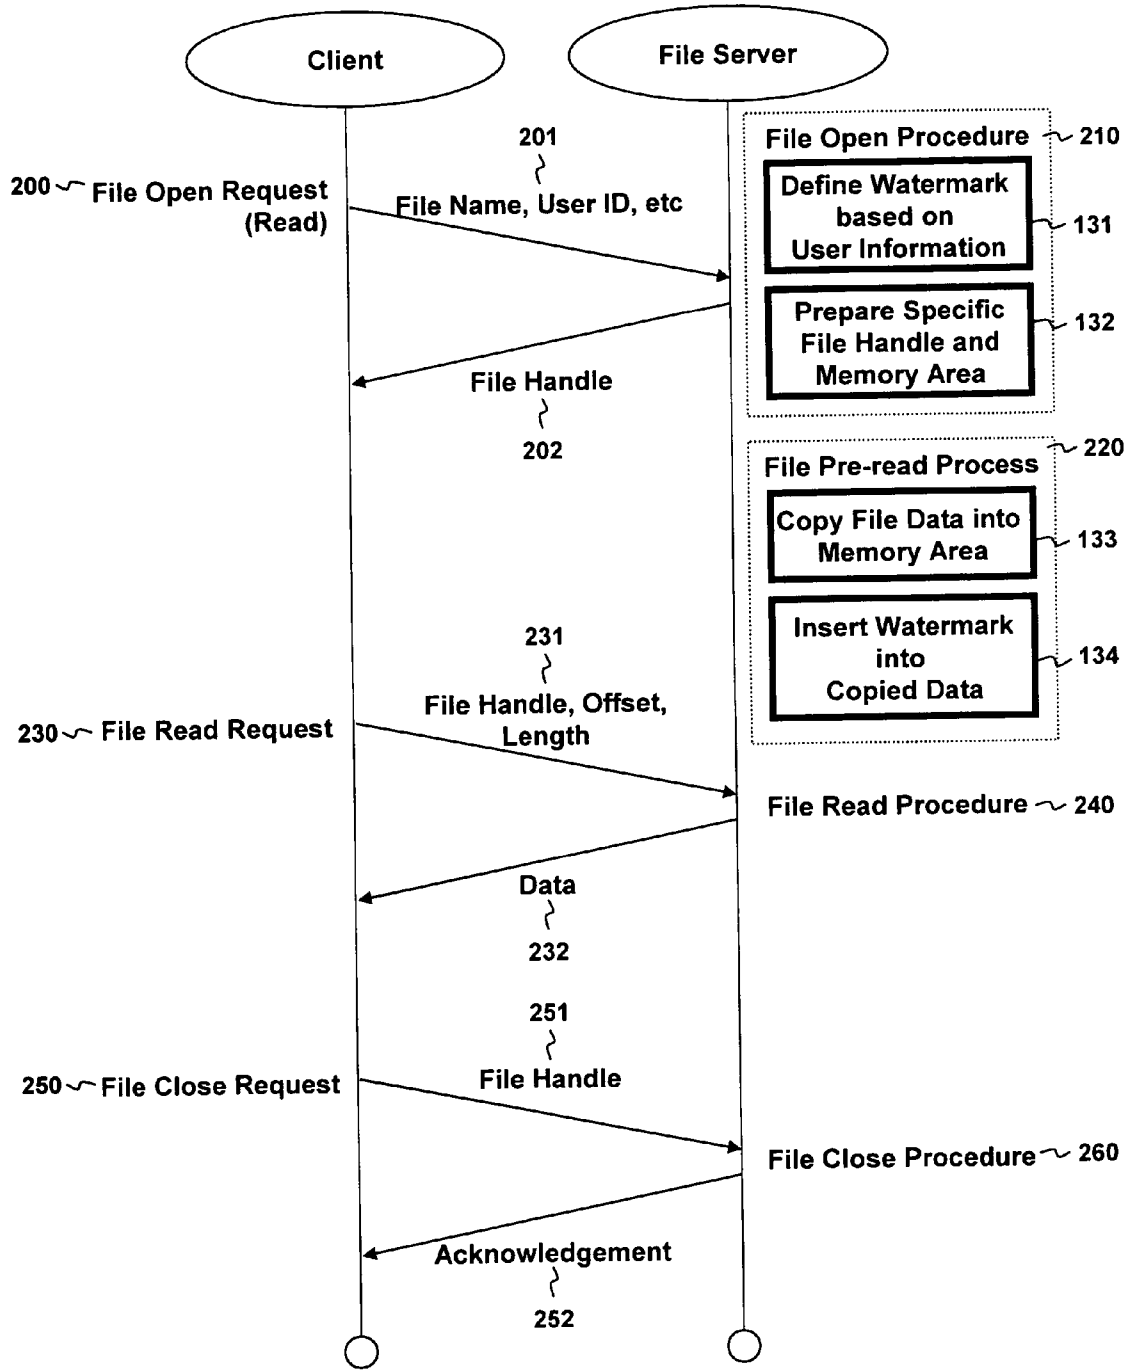 Client
File Server
File Open Procedure
210
201
200
File Open Request
(Read)
File Name, User ID, etc
Define Watermark
based on
User Information
131
Prepare Specific
File Handle and
Memory Area
132
File Handle
202
220
File Pre-read Process
Copy File Data into
Memory Area
133
Insert Watermark
into
Copied Data
134
231
File Handle, Offset,
Length
230
File Read Request
File Read Procedure
240
Data
232
251
File Handle
250
File Close Request
File Close Procedure
260
Acknowledgement
252